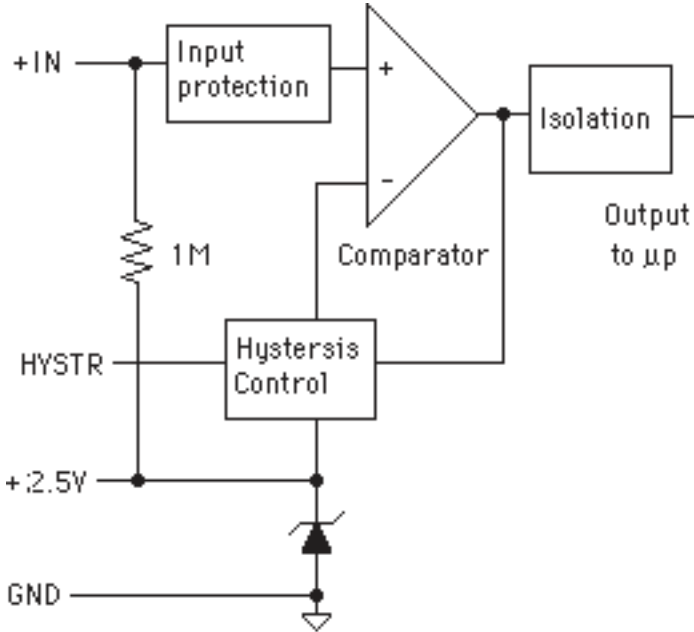 +IN
Input
protection
+
-
Isolation
Output
to µp
1M
Comparator
HYSTR
Hystersis
Control
+2.5V
GND